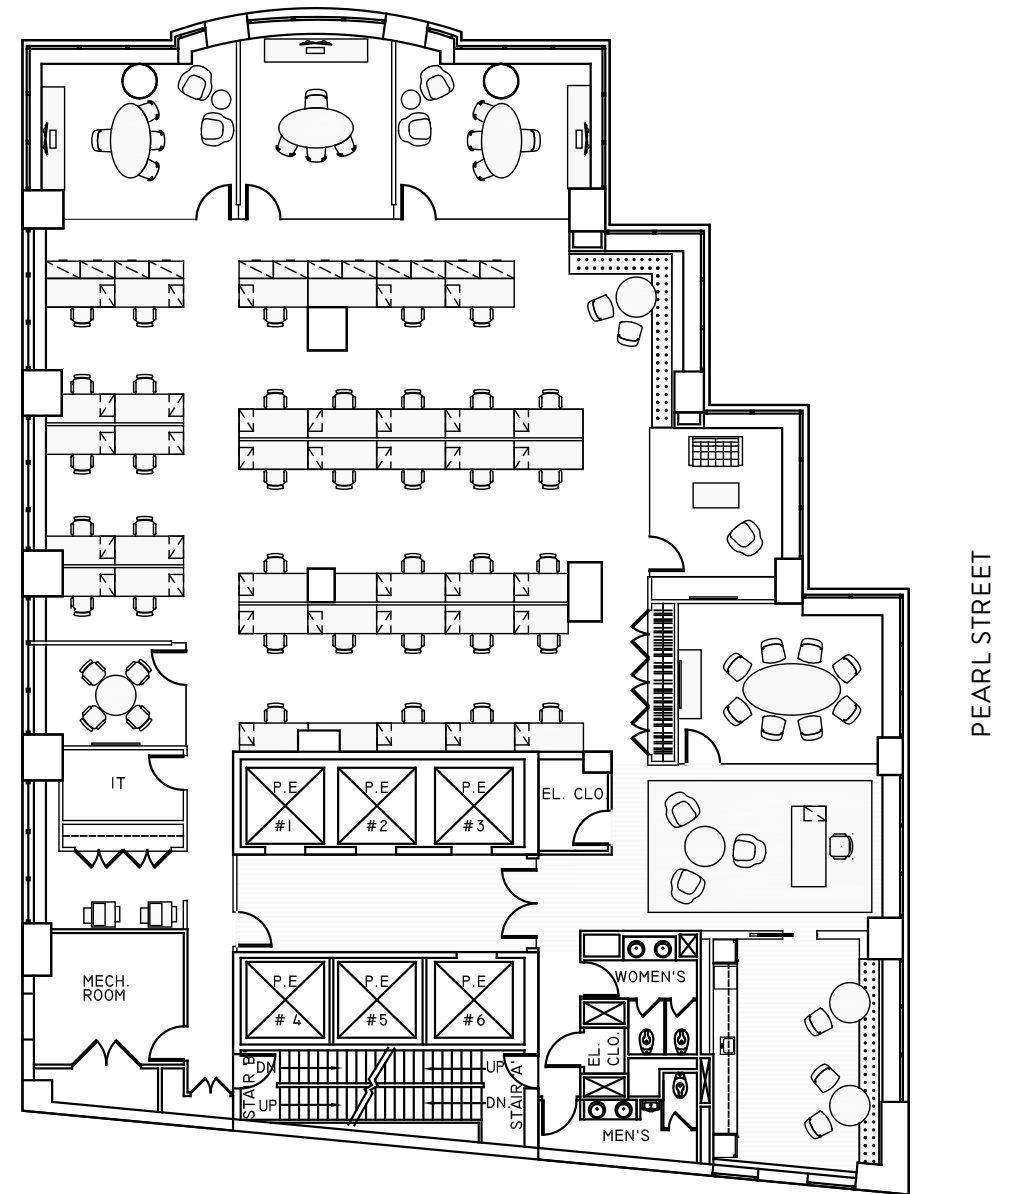 PEARL STREET
IT
P.E
#1
P.E
#2
P.E
#3
EL. CLO.
MECH.
ROOM
P.E
# 4
P.E
#5
P.E
#6
WOMEN'S
EL.
CLO.
STAIR B
DN
UP
UP
DN.
STAIR A
MEN'S